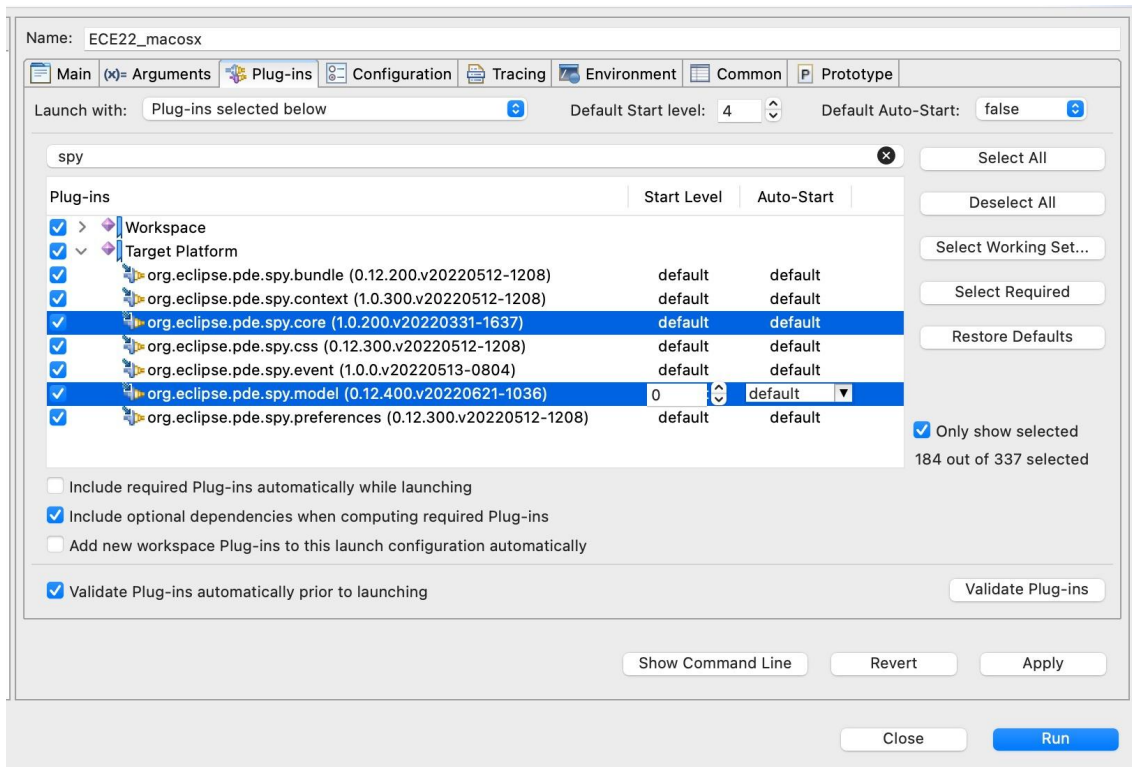 Name: ECE22_macosx
Main (x)= Arguments Plug-ins Configuration Tracing Environment Common P Prototype
Launch with: Plug-ins selected below Default Start level: 4 Default Auto-Start: false
spy
Select All
Plug-ins Start Level Auto-Start
Deselect All
Workspace
Target Platform
Select Working Set...
org.eclipse.pde.spy.bundle (0.12.200.v20220512-1208) default default
org.eclipse.pde.spy.context (1.0.300.v20220512-1208) default default
Select Required
org.eclipse.pde.spy.core (1.0.200.v20220331-1637) default default
Restore Defaults
org.eclipse.pde.spy.css (0.12.300.v20220512-1208) default default
org.eclipse.pde.spy.event (1.0.0.v20220513-0804) default default
org.eclipse.pde.spy.model (0.12.400.v20220621-1036) 0 default
org.eclipse.pde.spy.preferences (0.12.300.v20220512-1208) default default
Only show selected
184 out of 337 selected
Include required Plug-ins automatically while launching
Include optional dependencies when computing required Plug-ins
Add new workspace Plug-ins to this launch configuration automatically
Validate Plug-ins automatically prior to launching
Validate Plug-ins
Show Command Line Revert Apply
Close Run